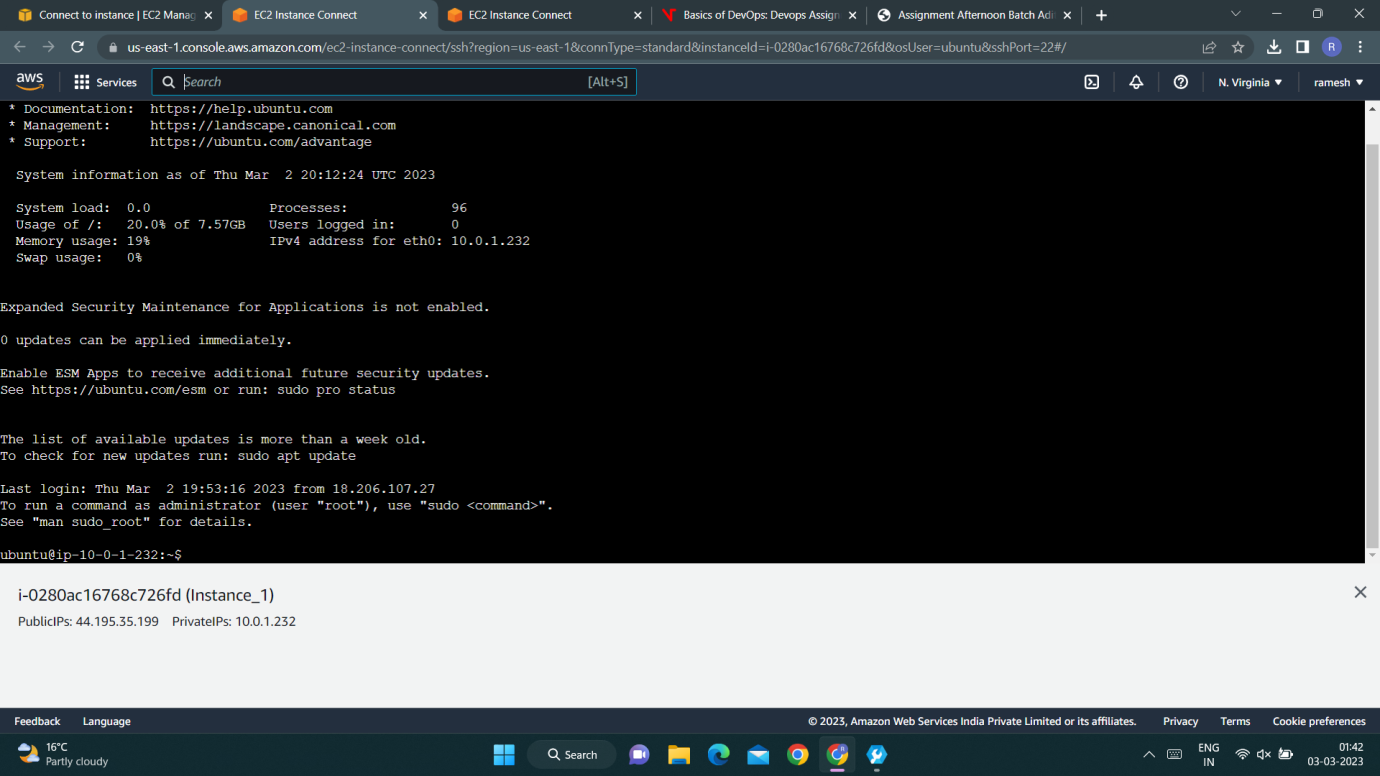 Connect to instance | EC2 Manag
EC2 Instance Connect
EC2 Instance Connect
Basics of DevOps: Devops Assign
Assignment Afternoon Batch Adi
us-east-1.console.aws.amazon.com/ec2-instance-connect/ssh?region=us-east-1&connType=standard&instanceId=i-0280ac16768c726fd&osUser=ubuntu&sshPort=22#/
R
aws
Services
Search
[Alt+S]
N. Virginia
ramesh
* Documentation:  https://help.ubuntu.com
* Management:     https://landscape.canonical.com
* Support:        https://ubuntu.com/advantage
System information as of Thu Mar  2 20:12:24 UTC 2023
System load:  0.0               Processes:             96
Usage of /:   20.0% of 7.57GB   Users logged in:       0
Memory usage: 19%               IPv4 address for eth0: 10.0.1.232
Swap usage:   0%
Expanded Security Maintenance for Applications is not enabled.
0 updates can be applied immediately.
Enable ESM Apps to receive additional future security updates.
See https://ubuntu.com/esm or run: sudo pro status
The list of available updates is more than a week old.
To check for new updates run: sudo apt update
Last login: Thu Mar  2 19:53:16 2023 from 18.206.107.27
To run a command as administrator (user "root"), use "sudo <command>".
See "man sudo_root" for details.
ubuntu@ip-10-0-1-232:~$
i-0280ac16768c726fd (Instance_1)
PublicIPs: 44.195.35.199    PrivateIPs: 10.0.1.232
Feedback
Language
© 2023, Amazon Web Services India Private Limited or its affiliates.
Privacy
Terms
Cookie preferences
16°C
Partly cloudy
Search
ENG
IN
01:42
03-03-2023